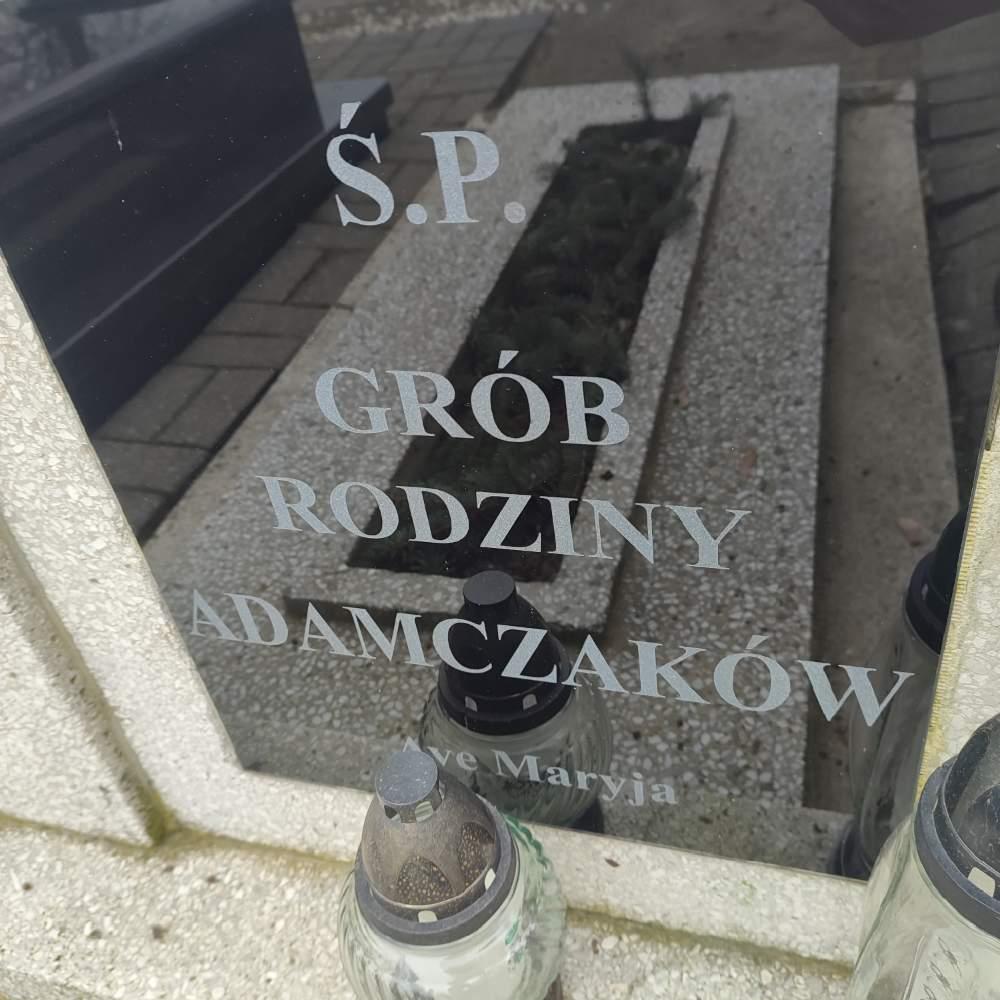 Ś.P.
GRÓB
RODZINY
ADAMCZAKÓW
Ave Maryja